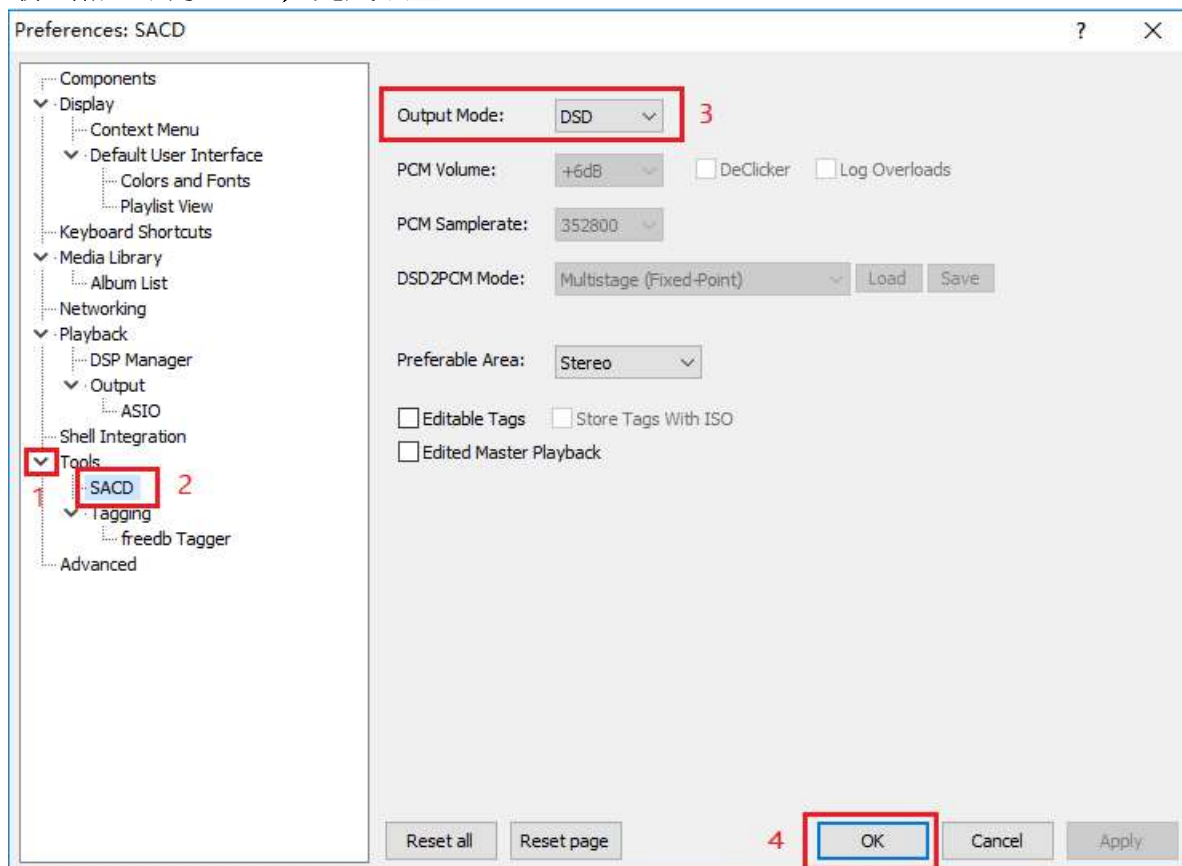 Preferences: SACD ? ×
Components
Display
Context Menu
Default User Interface
Colors and Fonts
Playlist View
Keyboard Shortcuts
Media Library
Album List
Networking
Playback
DSP Manager
Output
ASIO
Shell Integration
Tools
1
SACD 2
Tagging
freedb Tagger
Advanced
Output Mode: DSD 3
PCM Volume: +6dB DeClicker Log Overloads
PCM Samplerate: 352800
DSD2PCM Mode: Multistage (Fixed-Point) Load Save
Preferable Area: Stereo
Editable Tags Store Tags With ISO
Edited Master Playback
Reset all Reset page 4 OK Cancel Apply